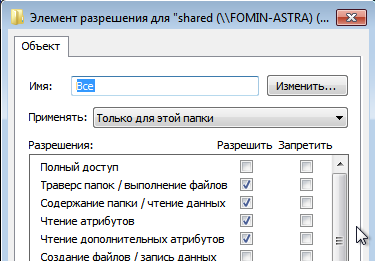 Элемент разрешения для "shared (\\FOMIN-ASTRA) (...
Объект
Имя: Все Изменить...
Применять: Только для этой папки
Разрешения: Разрешить Запретить
Полный доступ
Траверс папок / выполнение файлов
Содержание папки / чтение данных
Чтение атрибутов
Чтение дополнительных атрибутов
Создание файлов / запись данных